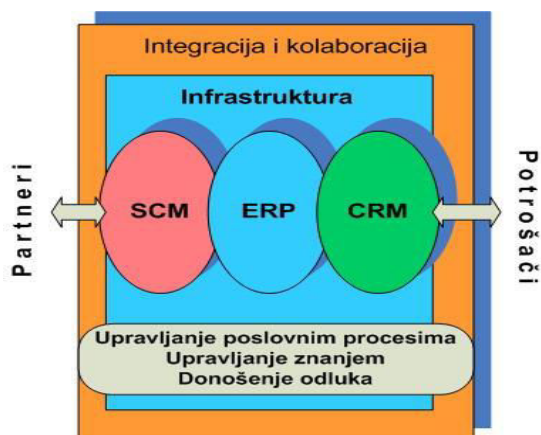 Integracija i kolaboracija
Infrastruktura
Partneri
SCM
ERP
CRM
Potrošači
Upravljanje poslovnim procesima
Upravljanje znanjem
Donošenje odluka